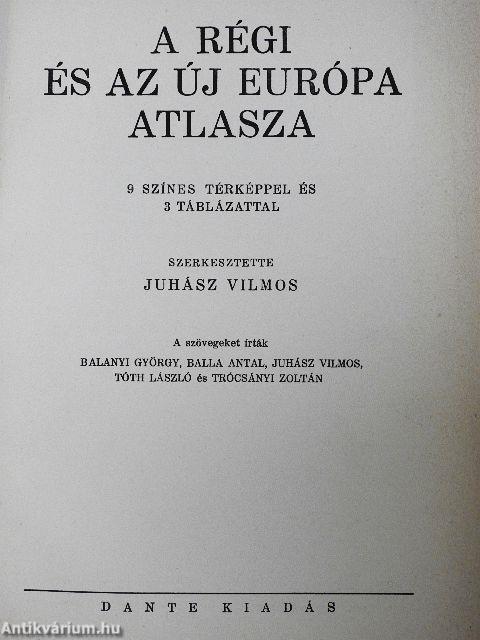 A RÉGI
ÉS AZ ÚJ EURÓPA
ATLASZA
9 SZÍNES TÉRKÉPPEL ÉS
3 TÁBLÁZATTAL
SZERKESZTETTE
JUHÁSZ VILMOS
A szövegeket írták
BALANYI GYÖRGY, BALLA ANTAL, JUHÁSZ VILMOS,
TÓTH LÁSZLÓ és TRÓCSÁNYI ZOLTÁN
DANTE KIADÁS
Antikvárium.hu